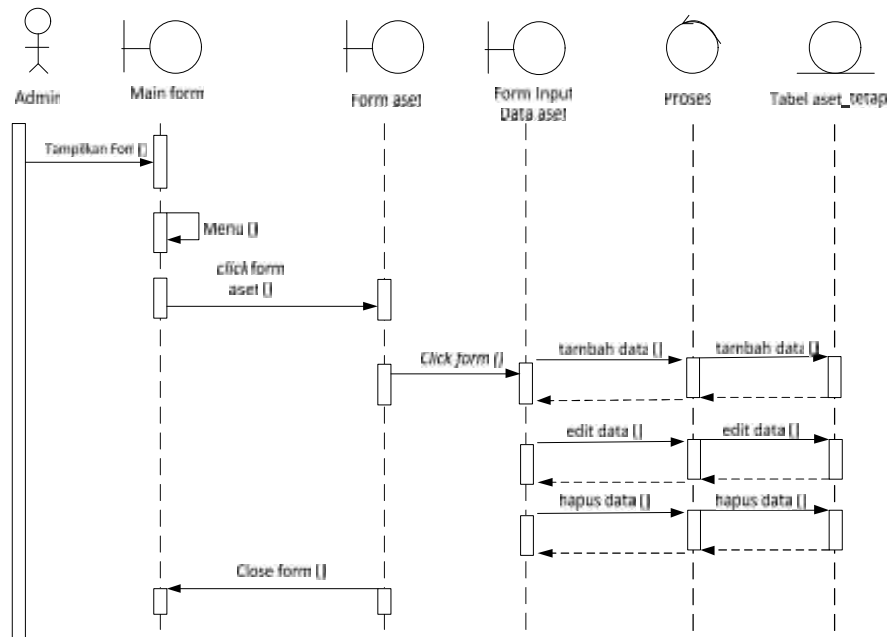 Admin
Main form
Form aset
Form Input
Data aset
Proses
Tabel aset_tetap
Tampilkan Form ()
Menu ()
click form
aset ()
Click form ()
tambah data ()
tambah data ()
edit data ()
edit data ()
hapus data ()
hapus data ()
Close form ()